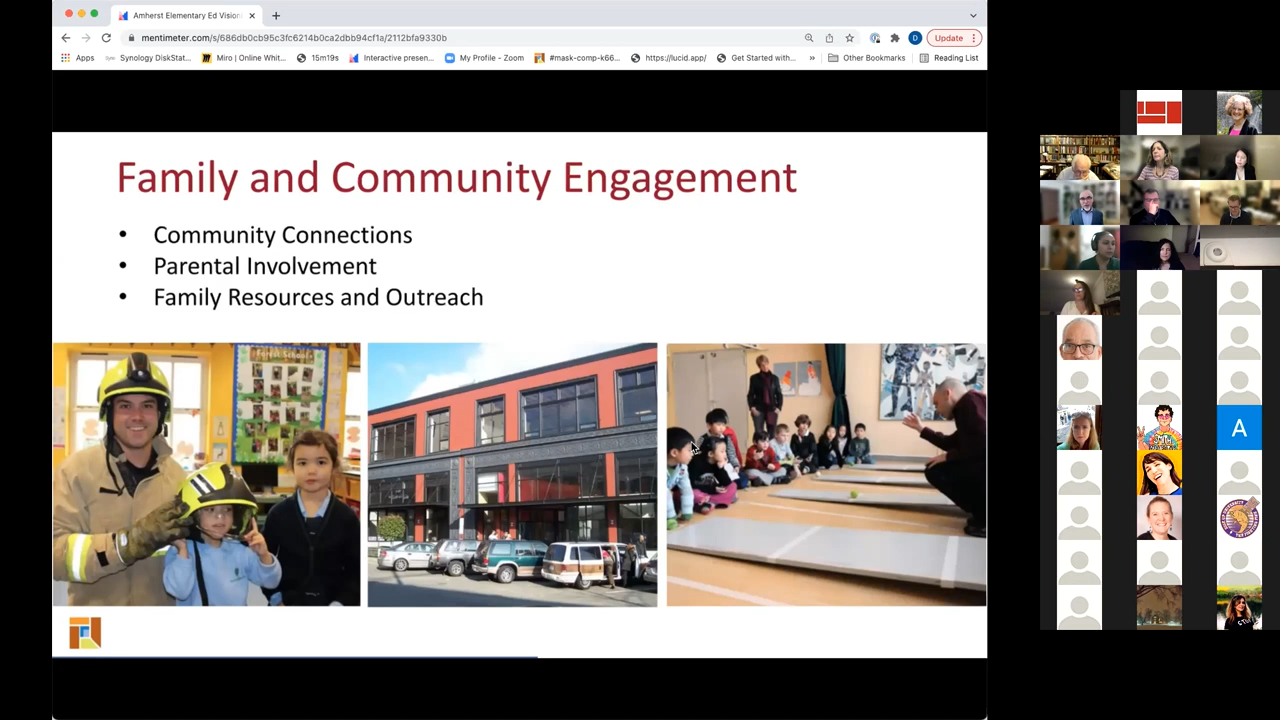 Amherst Elementary Ed Vision
mentimeter.com/s/686db0cb95c3fc6214b0ca2dbb94cf1a/2112bfa9330b
D
Update
Apps
Synology DiskStat...
Miro | Online Whit...
15m19s
Interactive presen...
My Profile - Zoom
#mask-comp-k66...
https://lucid.app/
Get Started with...
»
Other Bookmarks
Reading List
Family and Community Engagement
• Community Connections
• Parental Involvement
• Family Resources and Outreach
Forest School
A